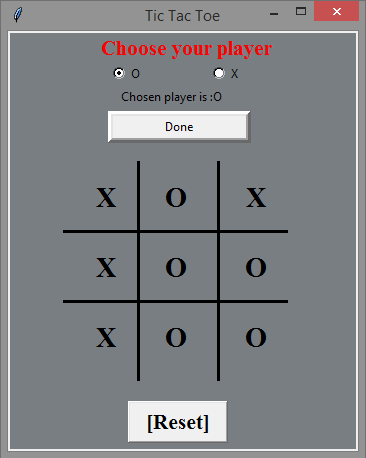 Tic Tac Toe
Choose your player
O X
Chosen player is :O
Done
X O X
X O O
X O O
[Reset]